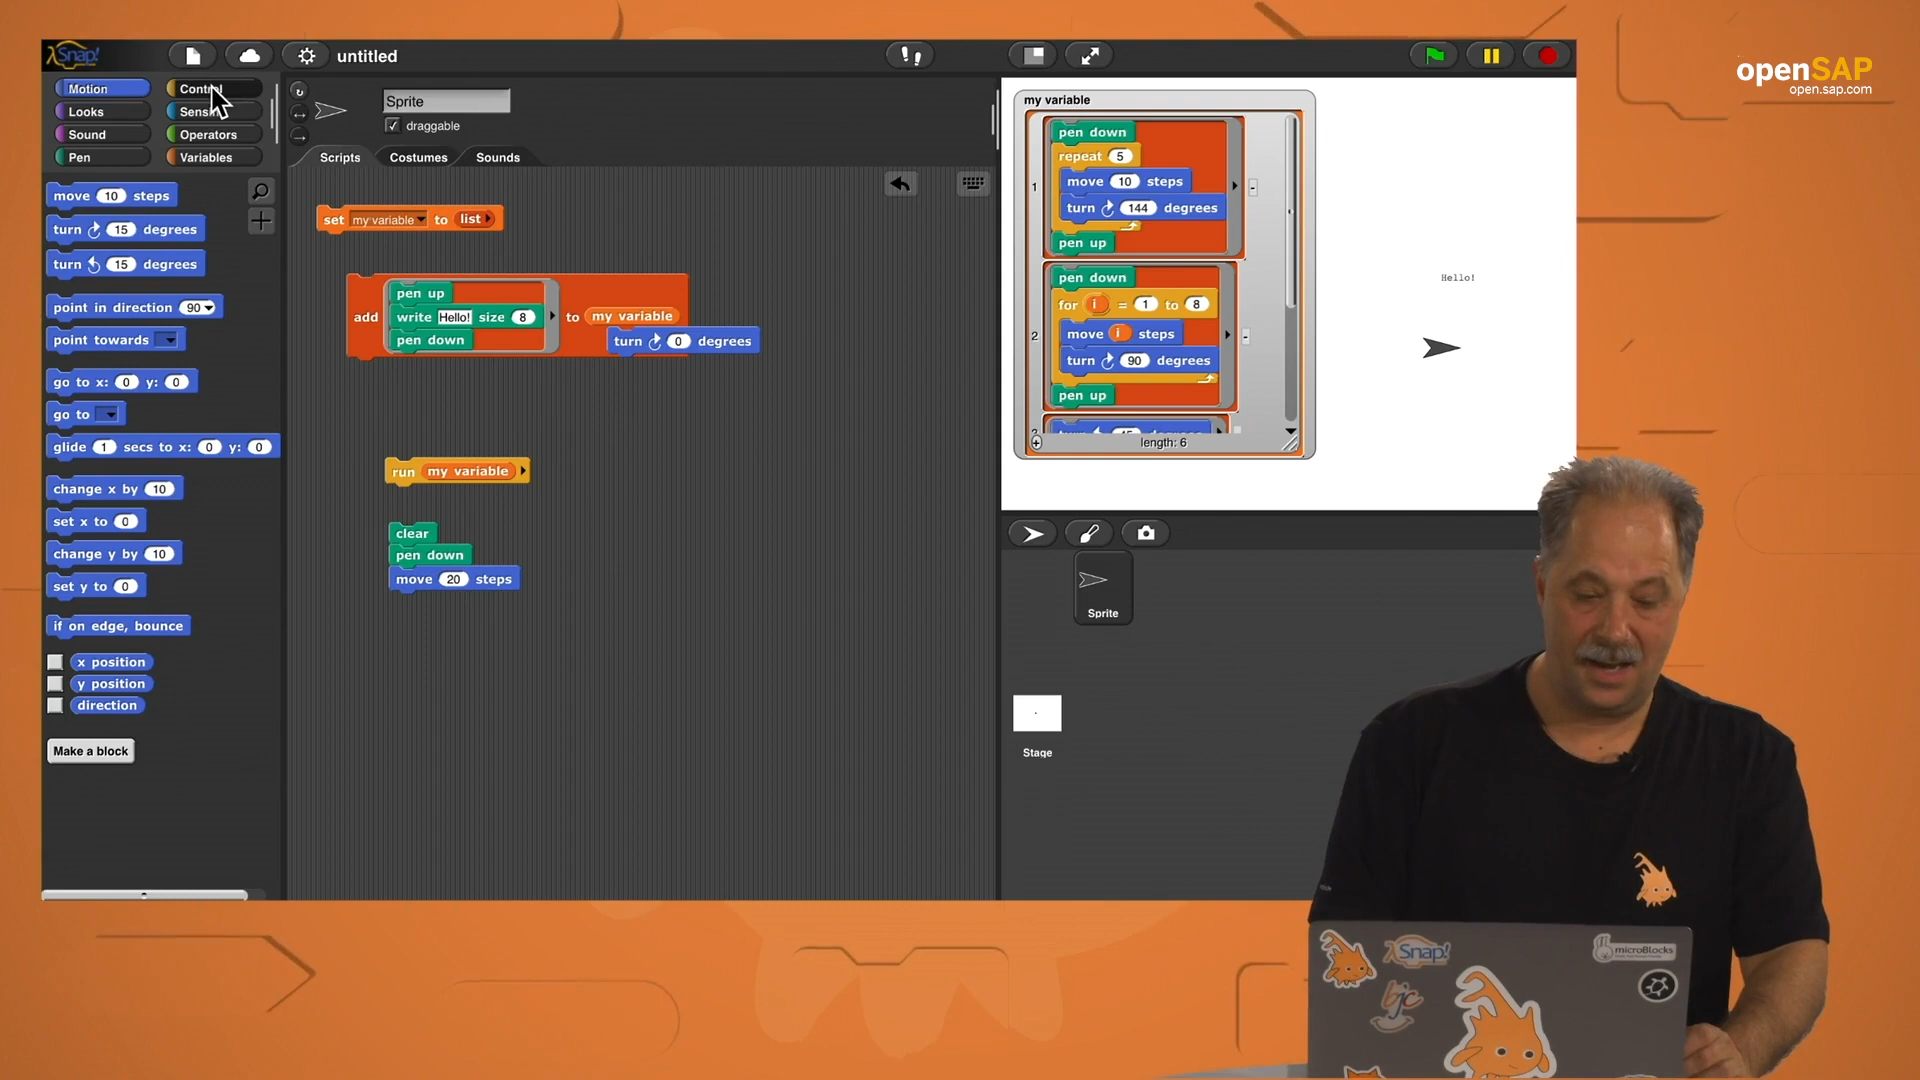 Snap!
untitled
openSAP
open.sap.com
Motion
Control
Looks
Sound
Operators
Pen
Variables
Sprite
draggable
Scripts
Costumes
Sounds
move 10 steps
turn 15 degrees
turn 15 degrees
point in direction 90
point towards
go to x: 0 y: 0
go to
glide 1 secs to x: 0 y: 0
change x by 10
set x to 0
change y by 10
set y to 0
if on edge, bounce
x position
y position
direction
Make a block
set my variable to list
add pen up
write Hello! size 8
pen down
to my variable
turn 0 degrees
run my variable
clear
pen down
move 20 steps
my variable
1
pen down
repeat 5
move 10 steps
turn 144 degrees
pen up
2
pen down
for i = 1 to 8
move i steps
turn 90 degrees
pen up
length: 6
Hello!
Sprite
Stage
Snap!
microBlocks
bjc